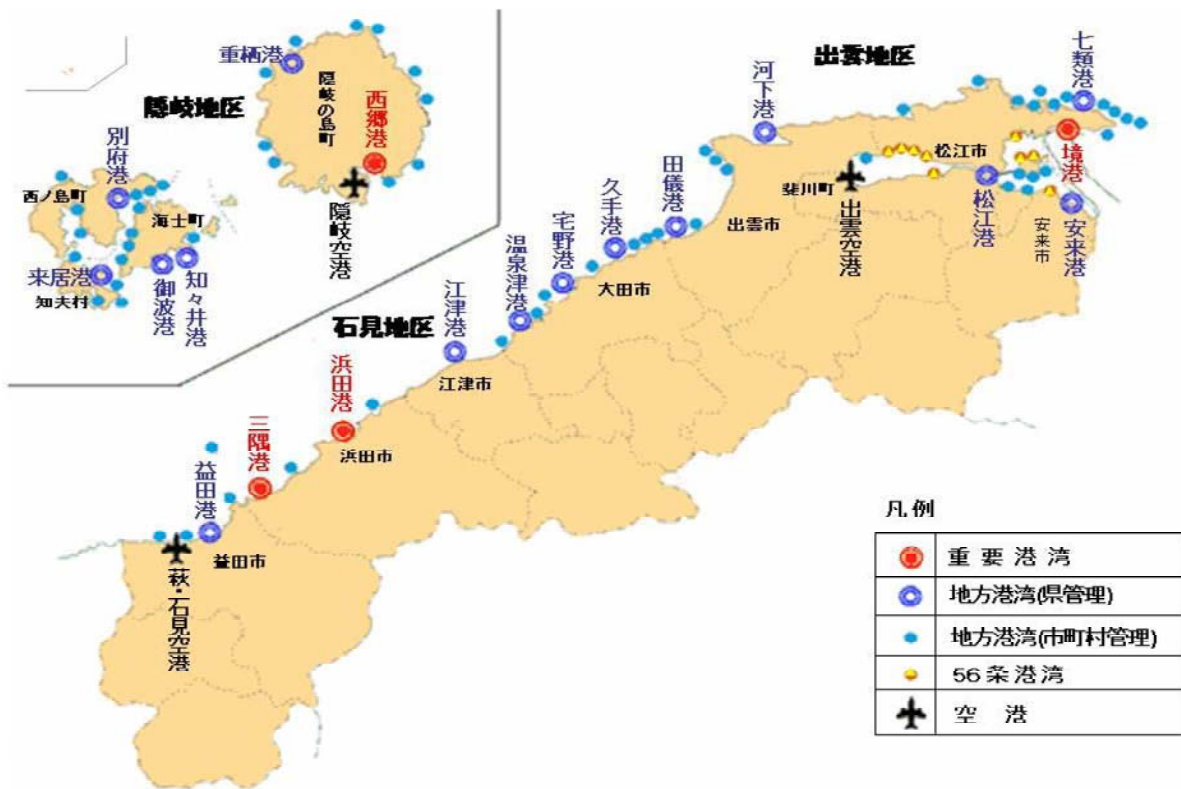 重栖港
隠岐の島町
西郷港
隠岐地区
別府港
西ノ島町
海士町
隠岐空港
来居港
知夫村
御波港
知々井港
出雲地区
七類港
河下港
松江市
境港
斐川町
出雲空港
松江港
安来市
安来港
出雲市
田儀港
久手港
宅野港
大田市
温泉津港
石見地区
江津港
江津市
浜田港
浜田市
三隅港
益田港
益田市
萩・石見空港
凡例
重要港湾
地方港湾(県管理)
地方港湾(市町村管理)
56条港湾
空 港